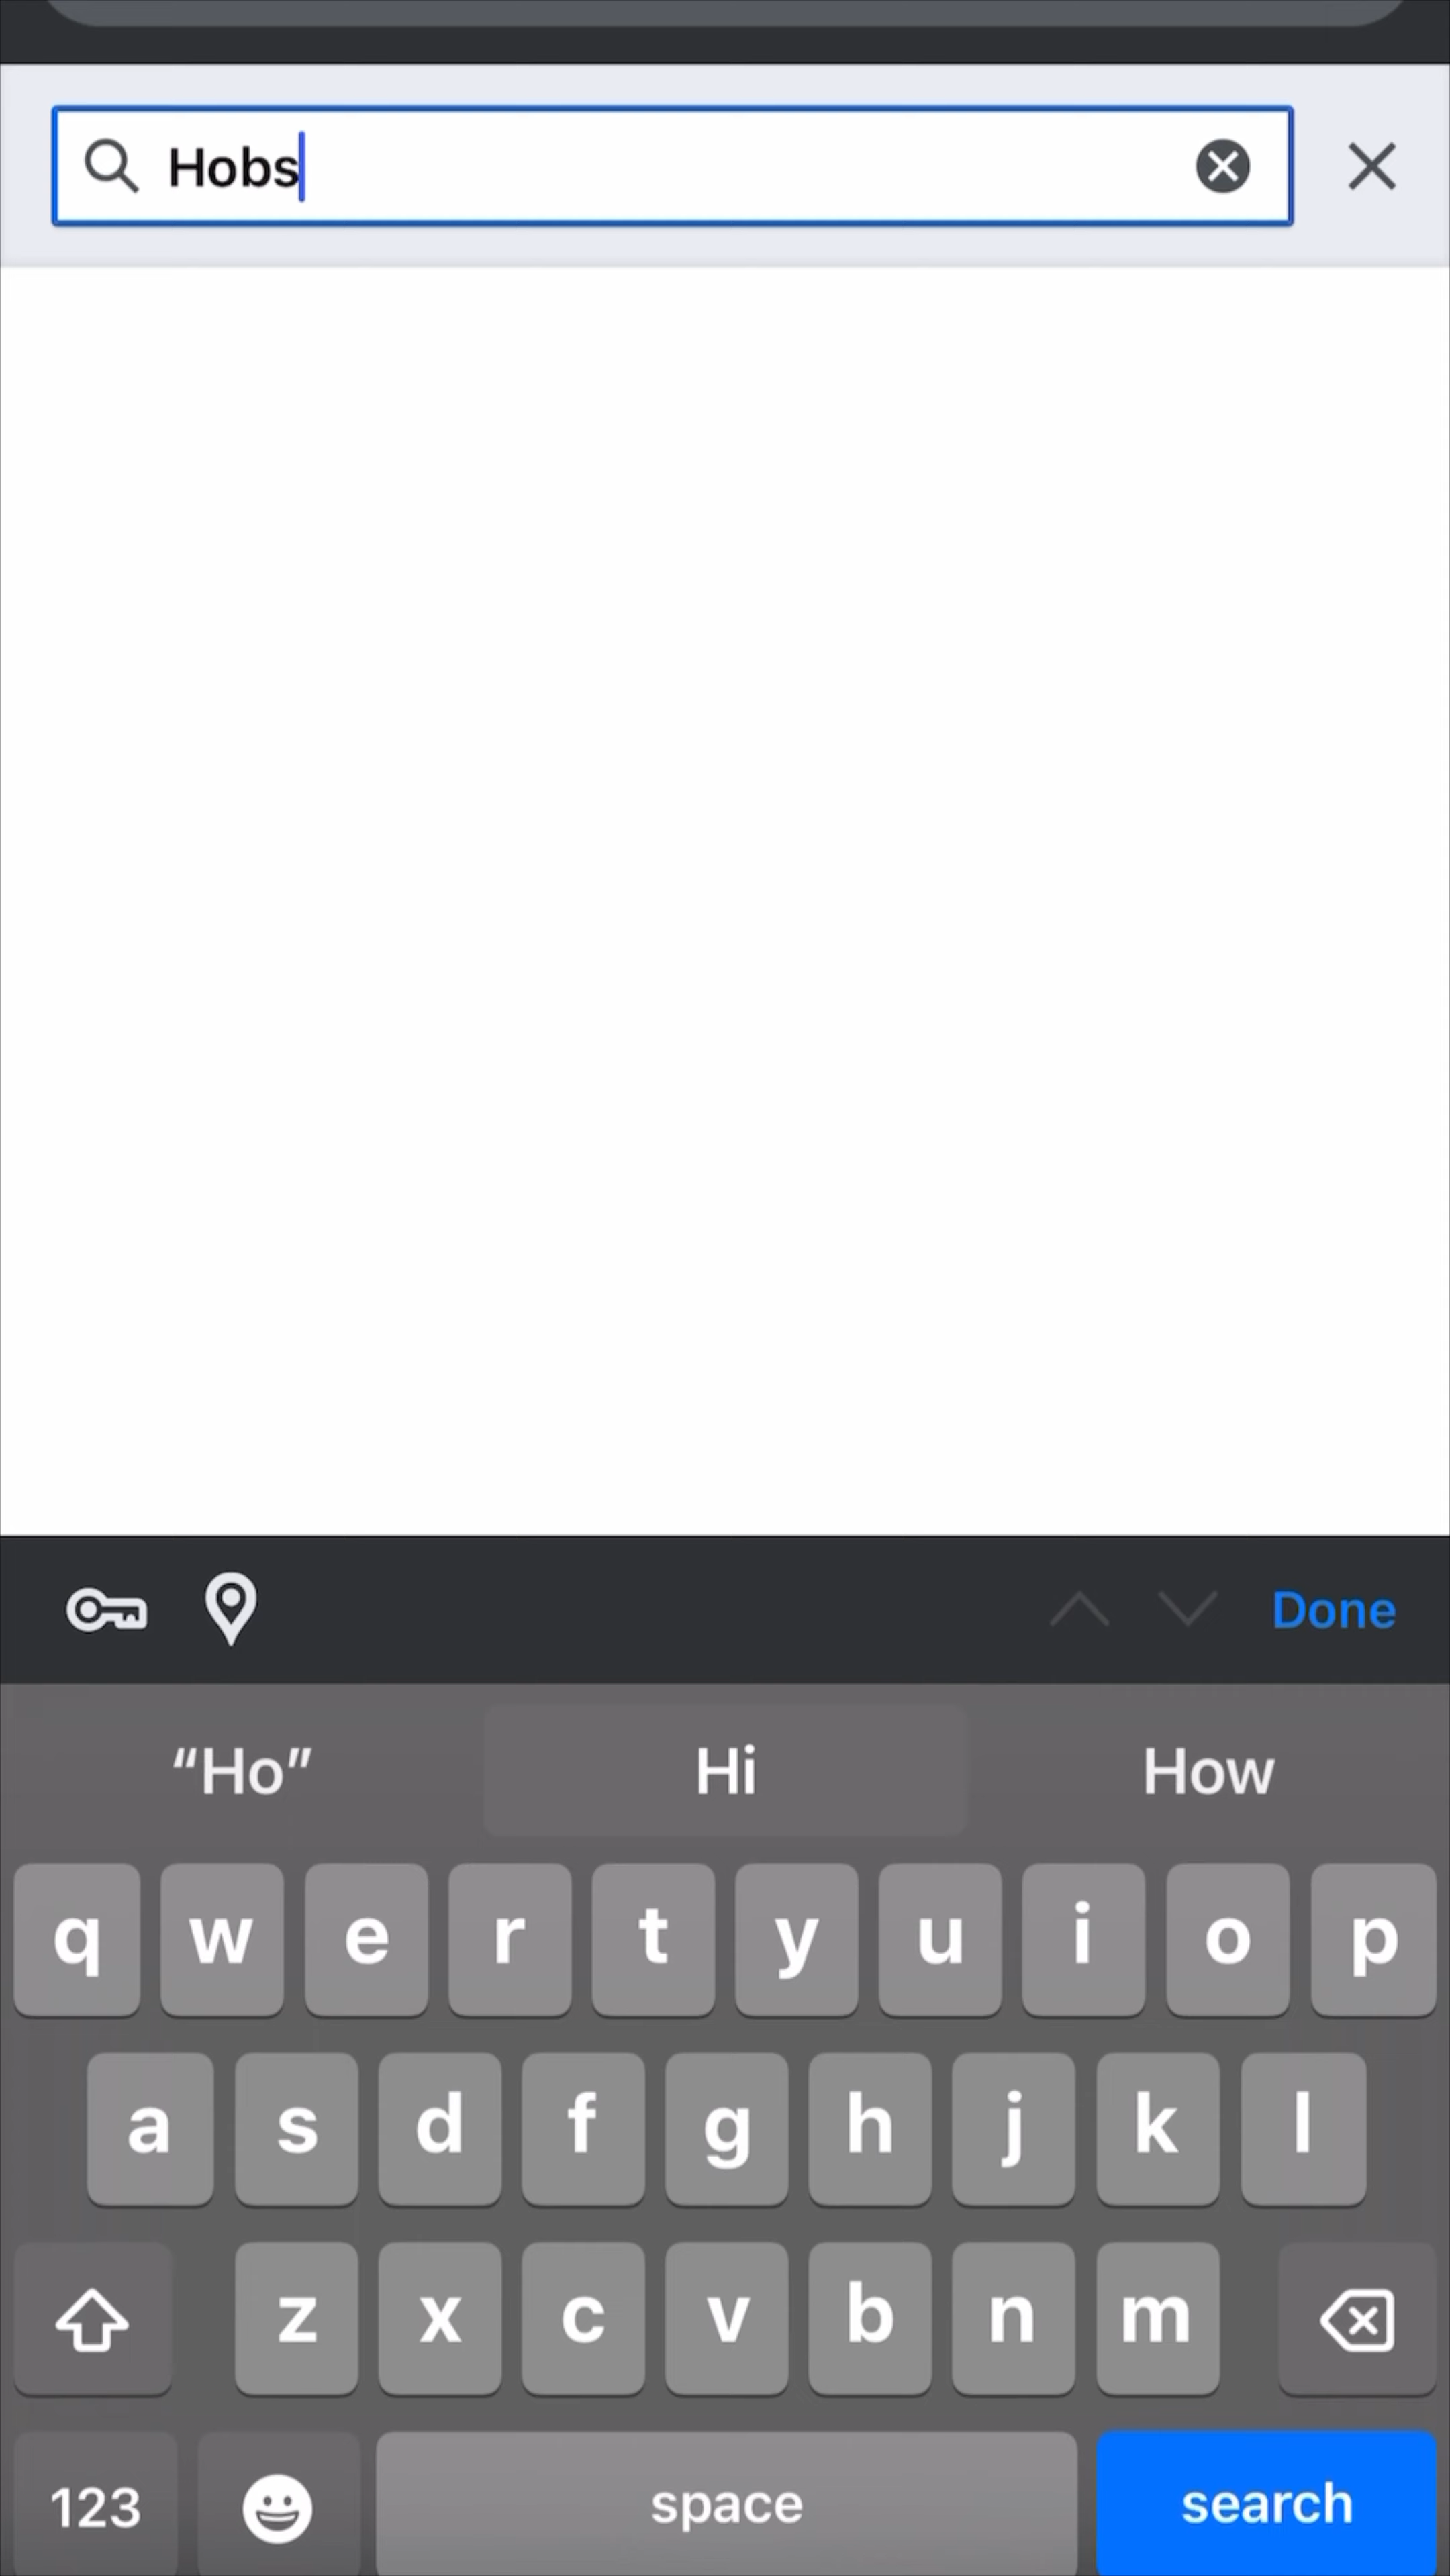 Hobs
Done
“Ho” Hi How
q w e r t y u i o p
a s d f g h j k l
z x c v b n m
123 space search